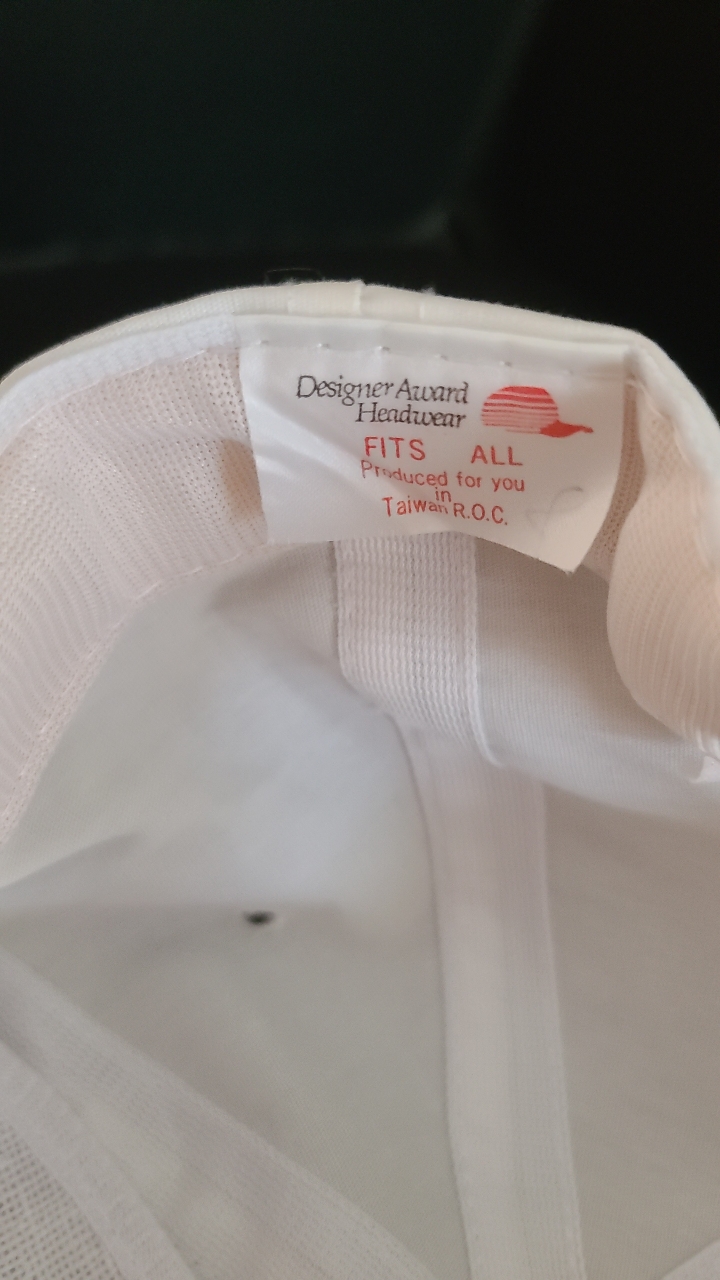 Designer Award
Headwear
FITS ALL
Produced for you
in
Taiwan R.O.C.